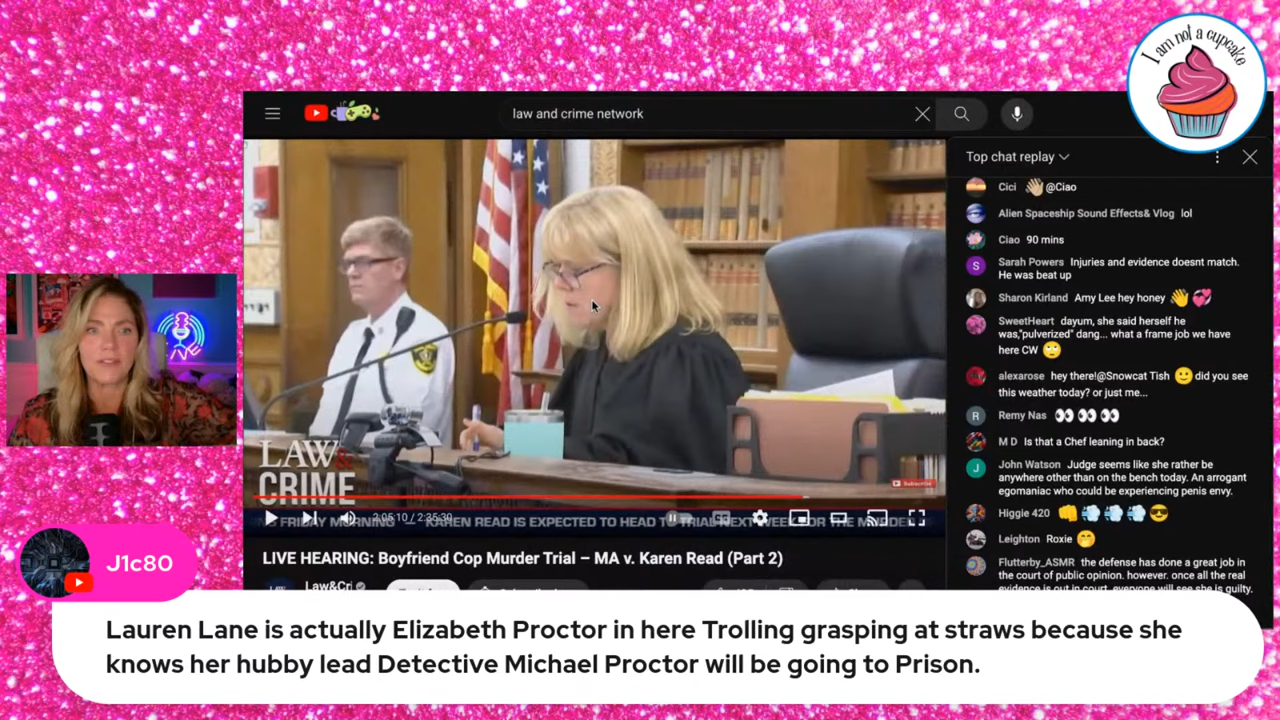 I am not a cupcake
law and crime network
Top chat replay
Cici @Ciao
Alien Spaceship Sound Effects& Vlog lol
Ciao 90 mins
Sarah Powers Injuries and evidence doesnt match.
He was beat up
Sharon Kirland Amy Lee hey honey
SweetHeart dayum, she said herself he
was,"pulverized" dang... what a frame job we have
here CW
alexarose hey there!@Snowcat Tish did you see
this weather today? or just me...
Remy Nas
M D Is that a Chef leaning in back?
John Watson Judge seems like she rather be
anywhere other than on the bench today. An arrogant
egomaniac who could be experiencing penis envy.
Higgie 420
Leighton Roxie
Flutterby_ASMR the defense has done a great job in
the court of public opinion. however. once all the real
evidence is out in court, everyone will see she is guilty.
LAW&
CRIME
Subscribe
2:05:10 / 2:35:30
FRIDAY MORNING KAREN READ IS EXPECTED TO HEAD TO TRIAL NEXT WEEK FOR THE MURDER
LIVE HEARING: Boyfriend Cop Murder Trial – MA v. Karen Read (Part 2)
Law&Cri
J1c80
Lauren Lane is actually Elizabeth Proctor in here Trolling grasping at straws because she
knows her hubby lead Detective Michael Proctor will be going to Prison.